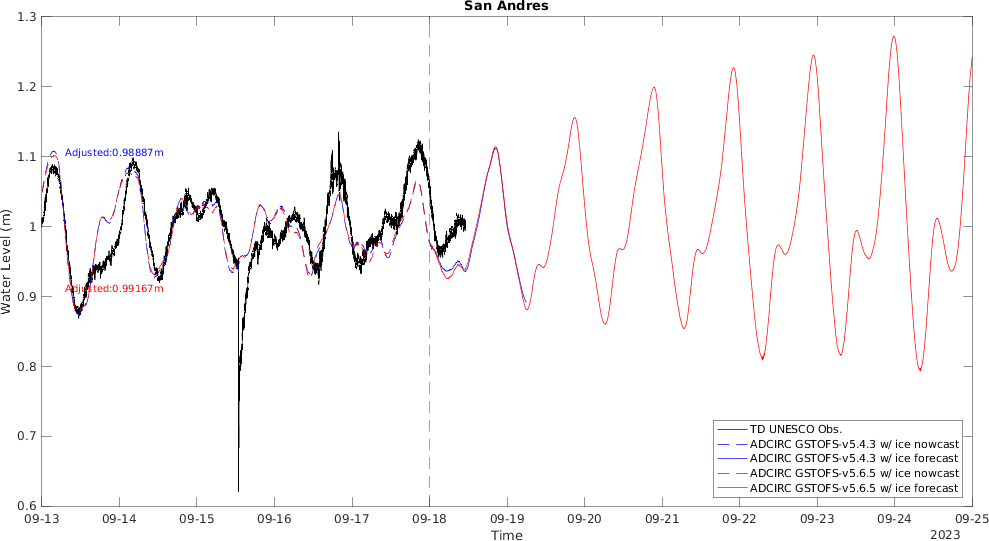 San Andres
1.3
1.2
1.1
1
0.9
0.8
0.7
0.6
Water Level (m)
Adjusted:0.98887m
Adjusted:0.99167m
TD UNESCO Obs.
ADCIRC GSTOFS-v5.4.3 w/ ice nowcast
ADCIRC GSTOFS-v5.4.3 w/ ice forecast
ADCIRC GSTOFS-v5.6.5 w/ ice nowcast
ADCIRC GSTOFS-v5.6.5 w/ ice forecast
09-13 09-14 09-15 09-16 09-17 09-18 09-19 09-20 09-21 09-22 09-23 09-24 09-25
Time
2023